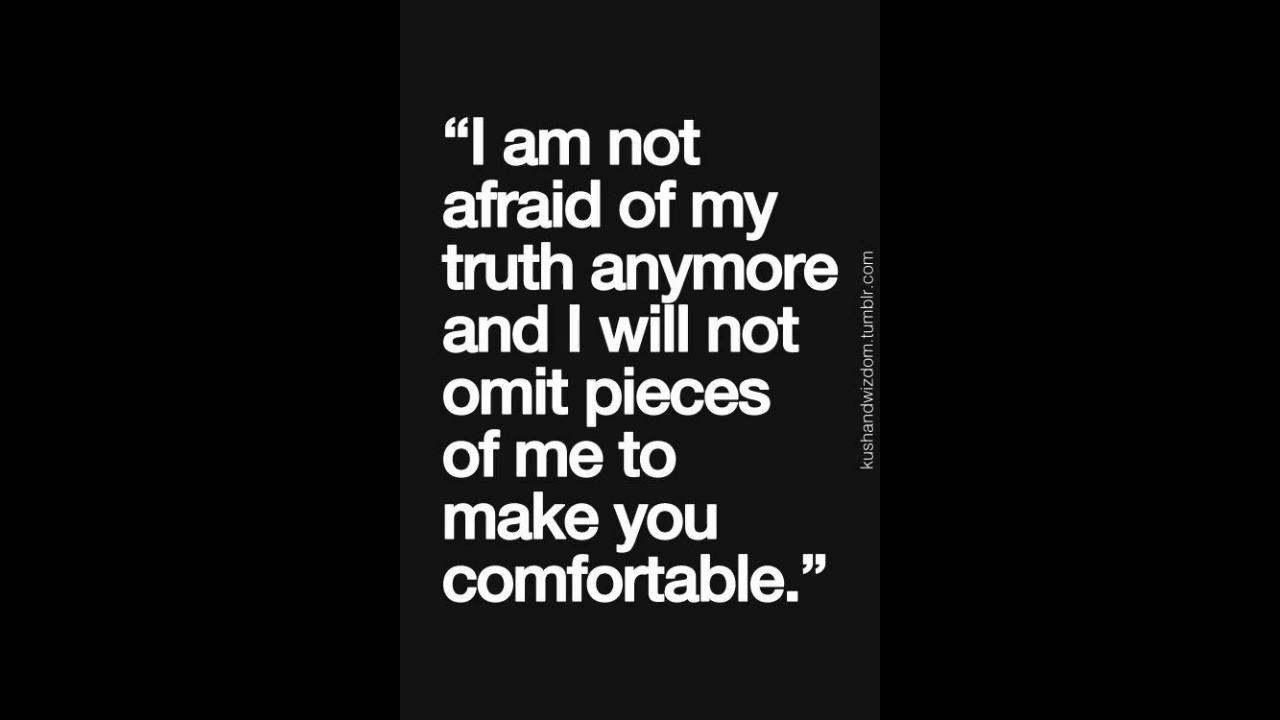 “I am not
afraid of my
truth anymore
and I will not
omit pieces
of me to
make you
comfortable.”
kushandwizdom.tumblr.com